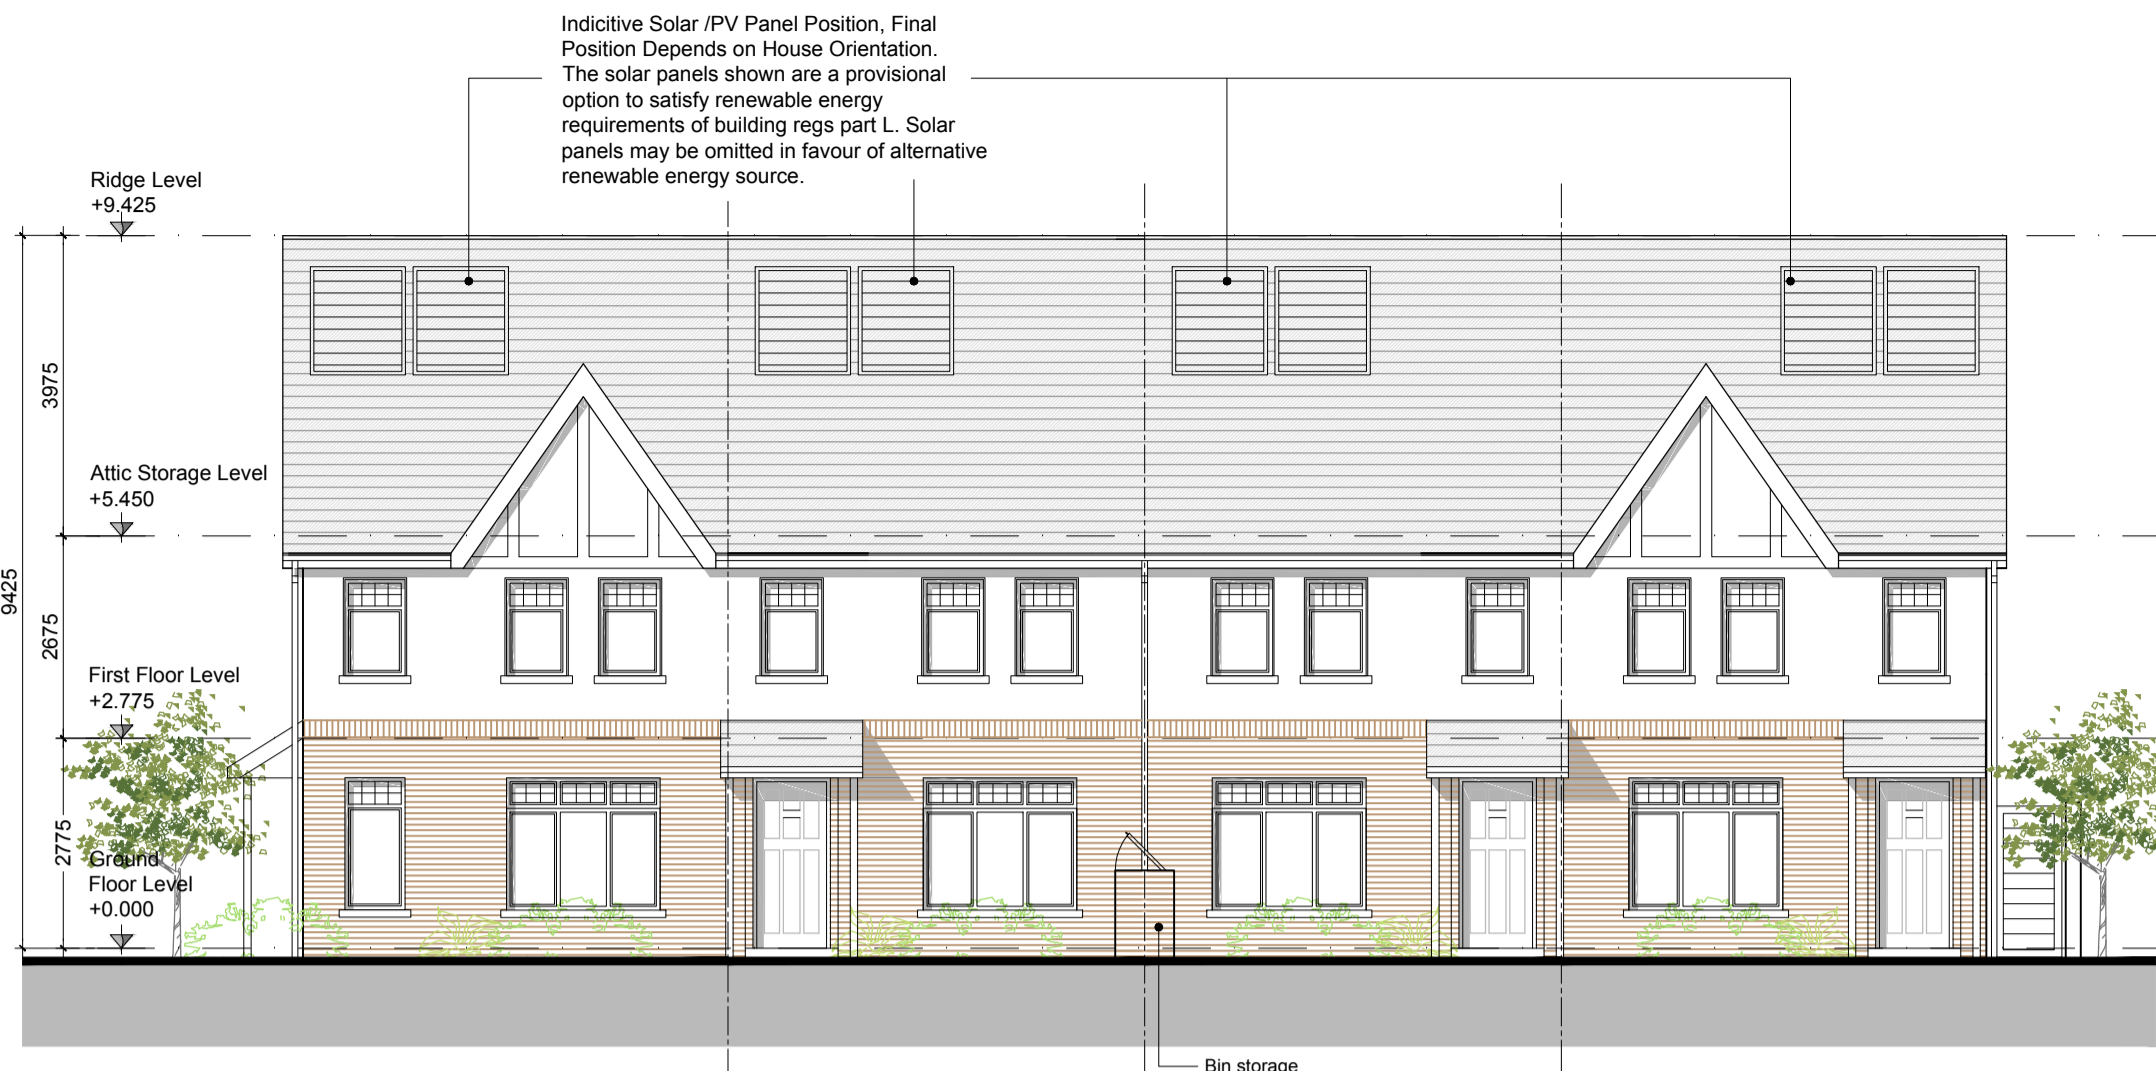 Indicitive Solar /PV Panel Position, Final
Position Depends on House Orientation.
The solar panels shown are a provisional
option to satisfy renewable energy
requirements of building regs part L. Solar
panels may be omitted in favour of alternative
renewable energy source.
Ridge Level
+9.425
3975
Attic Storage Level
+5.450
9425
2675
First Floor Level
+2.775
2775
Ground
Floor Level
+0.000
Bin storage